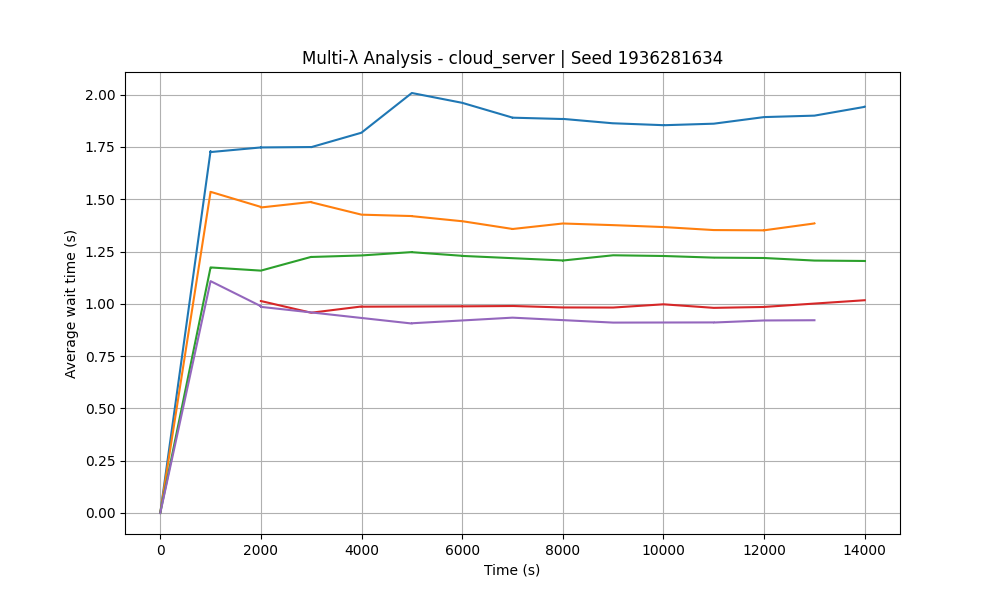 Multi-λ Analysis - cloud_server | Seed 1936281634
Average wait time (s)
2.00
1.75
1.50
1.25
1.00
0.75
0.50
0.25
0.00
0 2000 4000 6000 8000 10000 12000 14000
Time (s)